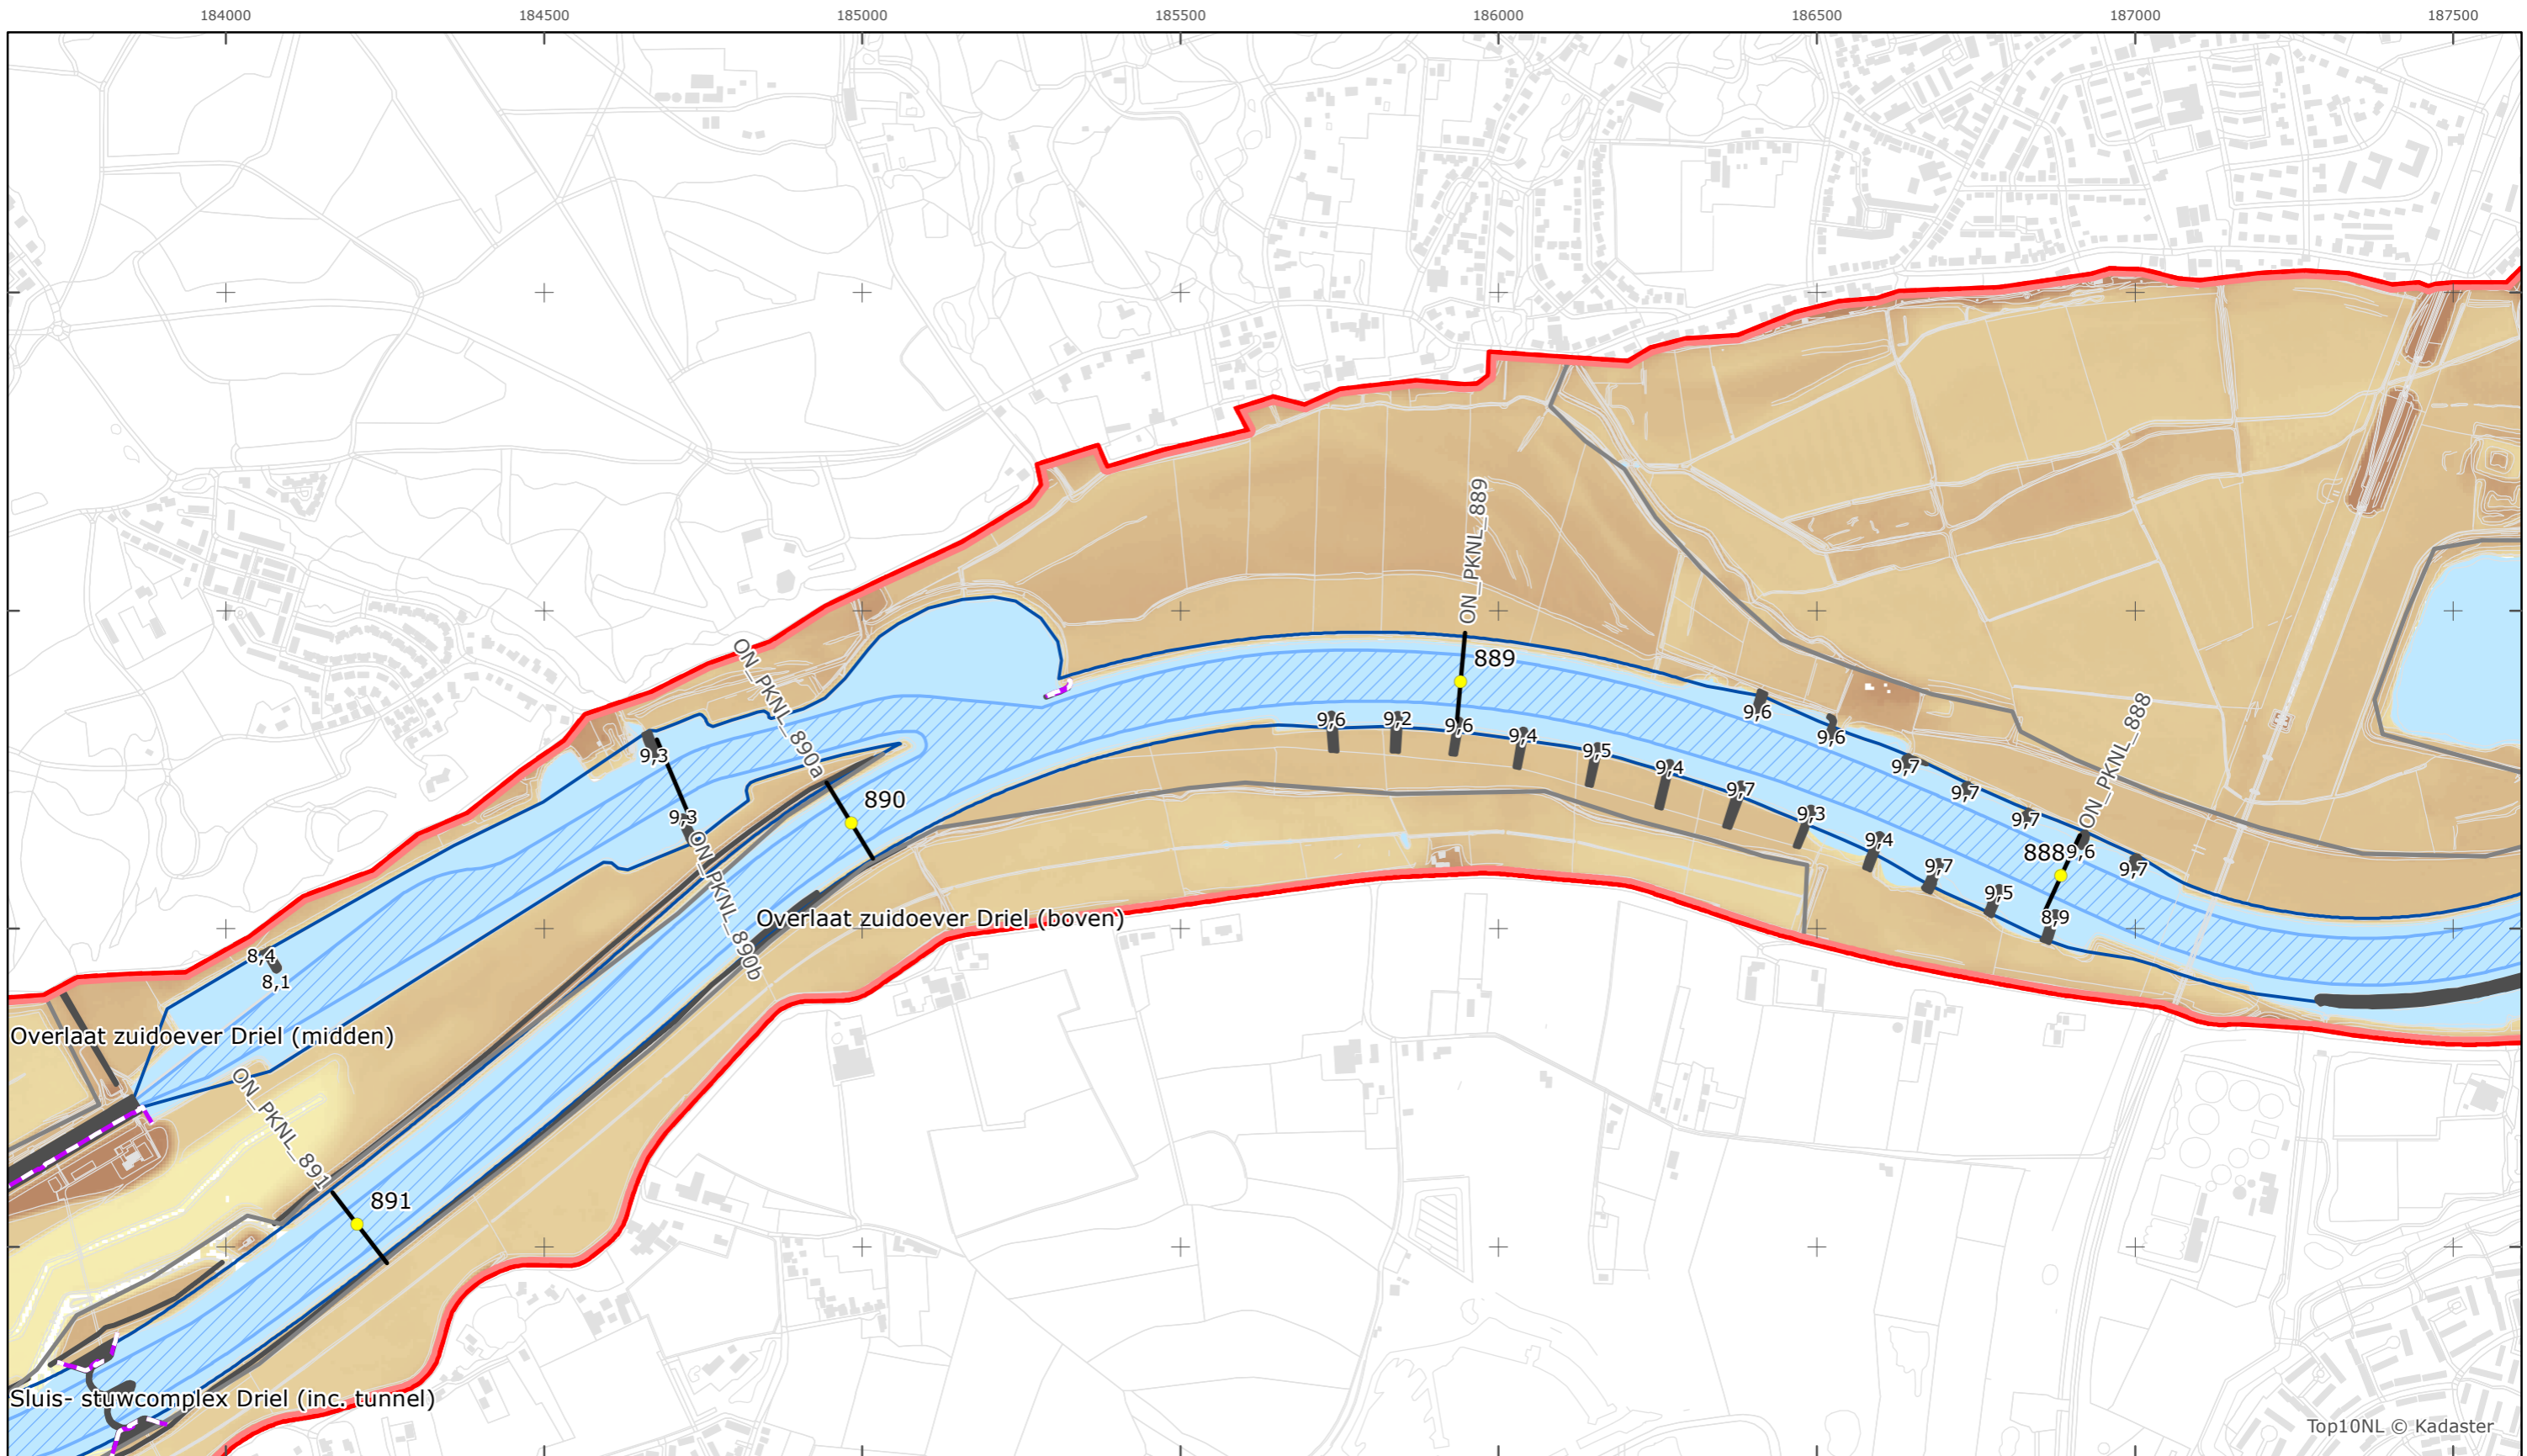 184000 184500 185000 185500 186000 186500 187000 187500
ON_PKNL_889
889
ON_PKNL_890a
9,6
9,6
9,2
9,6
9,6
9,3
9,4
9,5
9,4
9,7
9,7
9,7
9,3
9,7
ON_PKNL_888
890
9,3
9,4
888
9,6
9,7
9,7
9,5
8,9
ON_PKNL_890b
Overlaat zuidoever Driel (boven)
8,4
8,1
Overlaat zuidoever Driel (midden)
ON_PKNL_891
891
Sluis- stuwcomplex Driel (inc. tunnel)
Top10NL © Kadaster